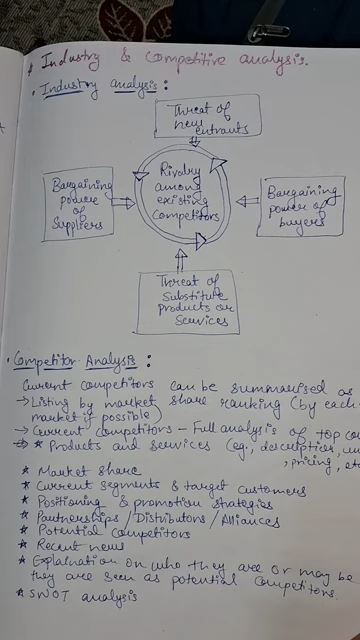 * Industry & Competitive analysis.
• Industry analysis:
Threat of
new
entrants
Bargaining
power
of
Suppliers
Rivalry
among
existing
Competitors
Bargaining
power of
buyers
Threat of
Substitute
products or
Services
• Competitor Analysis:
Current competitors can be summarised as
→ Listing by market share ranking (by each
market if possible)
→ Current competitors - Full analysis of top
⇒ * Products and services (eg., description,
, pricing,
* Market share
* Current segments & target customers
* Positioning & promotion strategies
* Partnerships / Distributors / Alliances
* Potential competitors
* Recent news
* Explaination on who they are or may be
they are seen as potential competitors.
* SWOT analysis